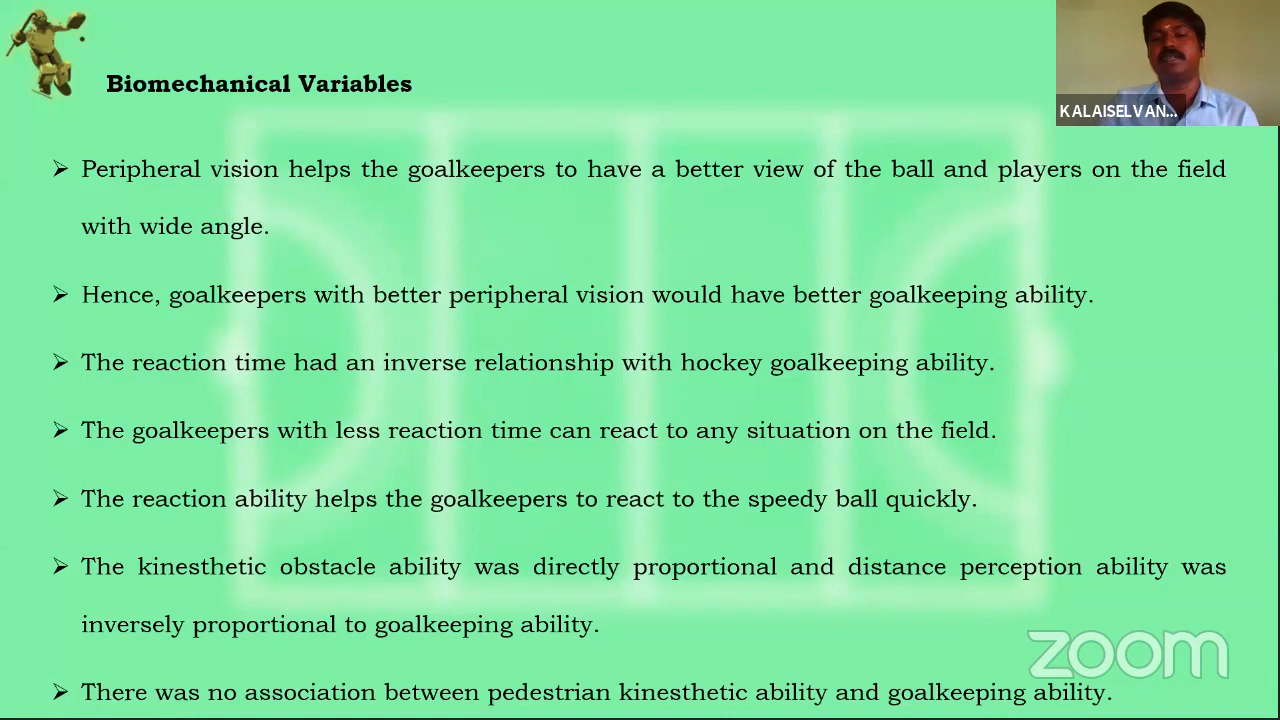 Biomechanical Variables
KALAISELVAN...
Peripheral vision helps the goalkeepers to have a better view of the ball and players on the field
with wide angle.
Hence, goalkeepers with better peripheral vision would have better goalkeeping ability.
The reaction time had an inverse relationship with hockey goalkeeping ability.
The goalkeepers with less reaction time can react to any situation on the field.
The reaction ability helps the goalkeepers to react to the speedy ball quickly.
The kinesthetic obstacle ability was directly proportional and distance perception ability was
inversely proportional to goalkeeping ability.
zoom
There was no association between pedestrian kinesthetic ability and goalkeeping ability.